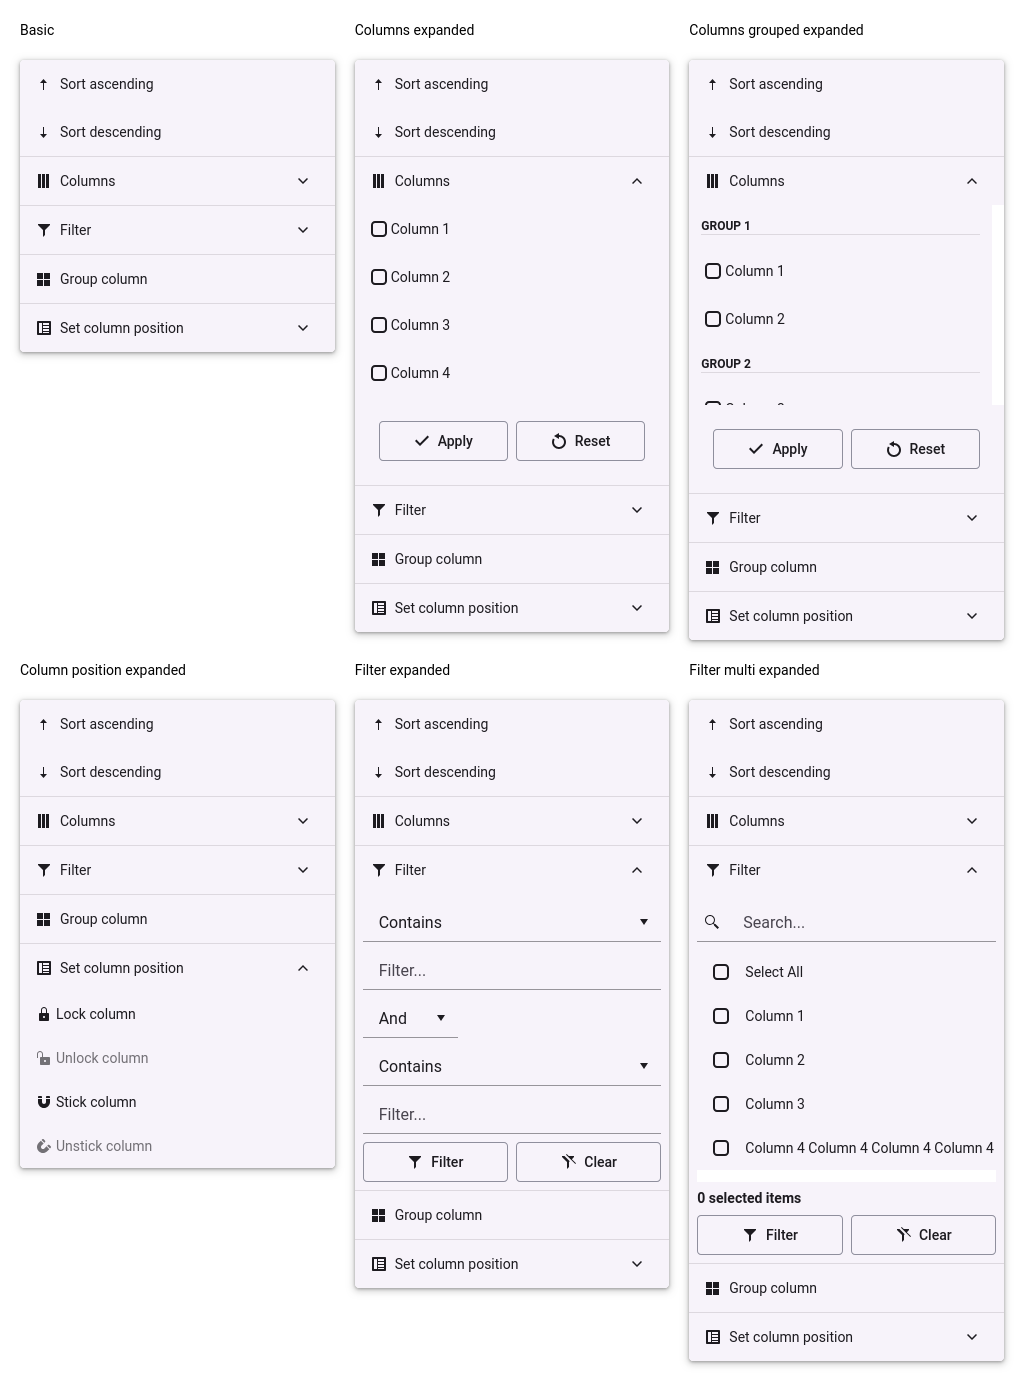 Basic
Sort ascending
Sort descending
Columns
Filter
Group column
Set column position
Columns expanded
Sort ascending
Sort descending
Columns
Column 1
Column 2
Column 3
Column 4
Apply
Reset
Filter
Group column
Set column position
Columns grouped expanded
Sort ascending
Sort descending
Columns
GROUP 1
Column 1
Column 2
GROUP 2
Apply
Reset
Filter
Group column
Set column position
Column position expanded
Sort ascending
Sort descending
Columns
Filter
Group column
Set column position
Lock column
Unlock column
Stick column
Unstick column
Filter expanded
Sort ascending
Sort descending
Columns
Filter
Contains
Filter...
And
Contains
Filter...
Filter
Clear
Group column
Set column position
Filter multi expanded
Sort ascending
Sort descending
Columns
Filter
Search...
Select All
Column 1
Column 2
Column 3
Column 4 Column 4 Column 4 Column 4
0 selected items
Filter
Clear
Group column
Set column position